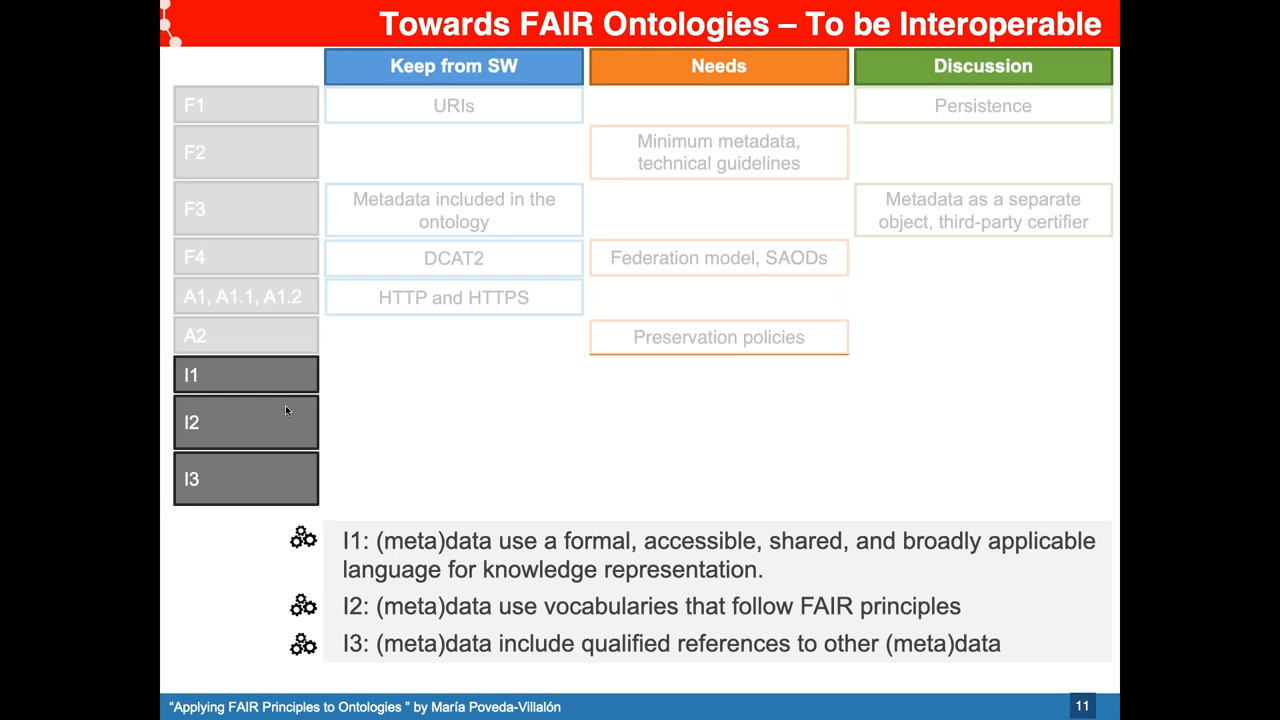 Towards FAIR Ontologies – To be Interoperable
Keep from SW
Needs
Discussion
F1
URIs
Persistence
F2
Minimum metadata,
technical guidelines
F3
Metadata included in the
ontology
Metadata as a separate
object, third-party certifier
F4
DCAT2
Federation model, SAODs
A1, A1.1, A1.2
HTTP and HTTPS
A2
Preservation policies
I1
I2
I3
I1: (meta)data use a formal, accessible, shared, and broadly applicable
language for knowledge representation.
I2: (meta)data use vocabularies that follow FAIR principles
I3: (meta)data include qualified references to other (meta)data
“Applying FAIR Principles to Ontologies ” by María Poveda-Villalón
11